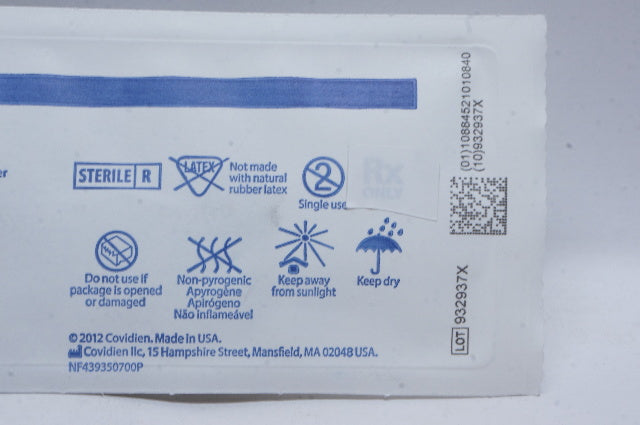 er
STERILE R
LATEX
Not made
with natural
rubber latex
2
Single use
Rx
ONLY
Do not use if
package is opened
or damaged
Non-pyrogenic
Apyrogène
Apirógeno
Não inflameável
Keep away
from sunlight
Keep dry
© 2012 Covidien. Made in USA.
Covidien llc, 15 Hampshire Street, Mansfield, MA 02048 USA.
NF439350700P
(01)10884521010840
(10)932937X
LOT 932937X